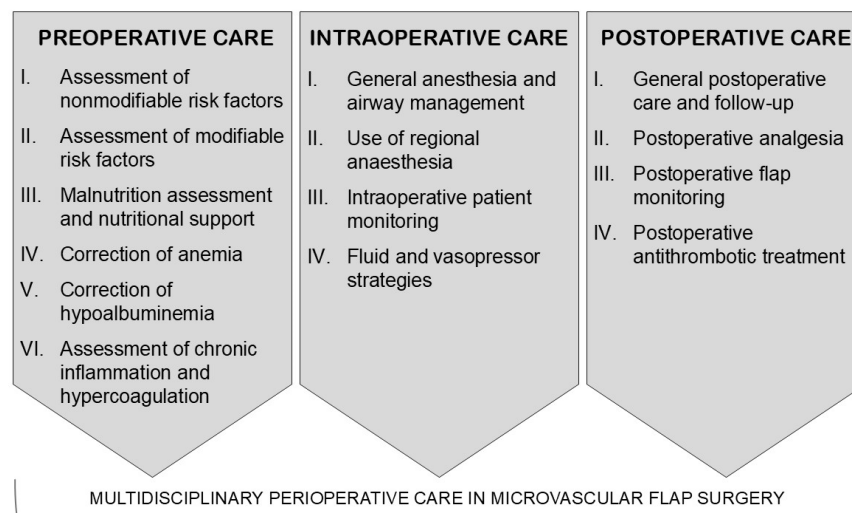 PREOPERATIVE CARE
I. Assessment of
nonmodifiable risk factors
II. Assessment of modifiable
risk factors
III. Malnutrition assessment
and nutritional support
IV. Correction of anemia
V. Correction of
hypoalbuminemia
VI. Assessment of chronic
inflammation and
hypercoagulation
INTRAOPERATIVE CARE
I. General anesthesia and
airway management
II. Use of regional
anaesthesia
III. Intraoperative patient
monitoring
IV. Fluid and vasopressor
strategies
POSTOPERATIVE CARE
I. General postoperative
care and follow-up
II. Postoperative analgesia
III. Postoperative flap
monitoring
IV. Postoperative
antithrombotic treatment
MULTIDISCIPLINARY PERIOPERATIVE CARE IN MICROVASCULAR FLAP SURGERY